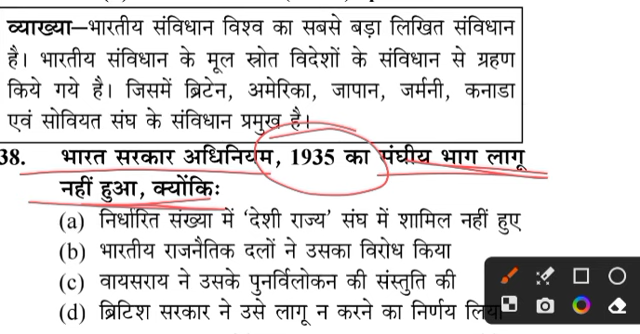 व्याख्या–भारतीय संविधान विश्व का सबसे बड़ा लिखित संविधान
है। भारतीय संविधान के मूल स्रोत विदेशों के संविधान से ग्रहण
किये गये है। जिसमें ब्रिटेन, अमेरिका, जापान, जर्मनी, कनाडा
एवं सोवियत संघ के संविधान प्रमुख है।
38. भारत सरकार अधिनियम, 1935 का संघीय भाग लागू
नहीं हुआ, क्योंकिः
(a) निर्धारित संख्या में 'देशी राज्य' संघ में शामिल नहीं हुए
(b) भारतीय राजनैतिक दलों ने उसका विरोध किया
(c) वायसराय ने उसके पुनर्विलोकन की संस्तुति की
(d) ब्रिटिश सरकार ने उसे लागू न करने का निर्णय लिया